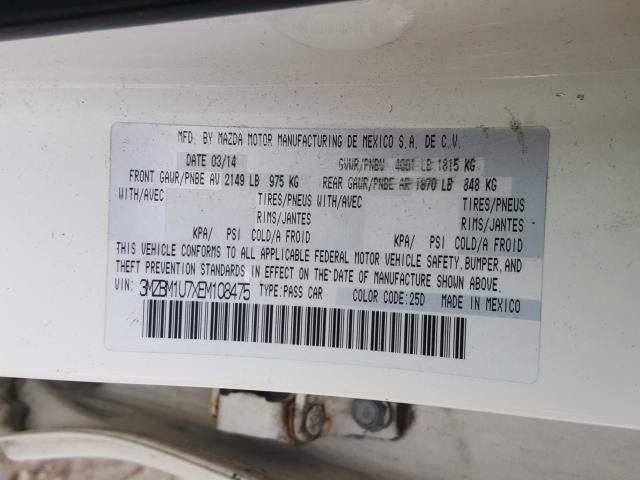 MFD. BY MAZDA MOTOR MANUFACTURING DE MEXICO S.A. DE C.V.
DATE 03/14 GVWR/PNBV 4001 LB 1815 KG
FRONT GAWR/PNBE AV 2149 LB 975 KG REAR GAWR/PNBE AR 1870 LB 848 KG
WITH/AVEC TIRES/PNEUS WITH/AVEC TIRES/PNEUS
RIMS/JANTES RIMS/JANTES
KPA/ PSI COLD/A FROID KPA/ PSI COLD/A FROID
THIS VEHICLE CONFORMS TO ALL APPLICABLE FEDERAL MOTOR VEHICLE SAFETY, BUMPER, AND
THEFT PREVENTION STANDARDS IN EFFECT ON THE DATE OF MANUFACTURE SHOWN ABOVE.
VIN: 3MZBM1U7XEM108475 TYPE:PASS CAR COLOR CODE:25D MADE IN MEXICO